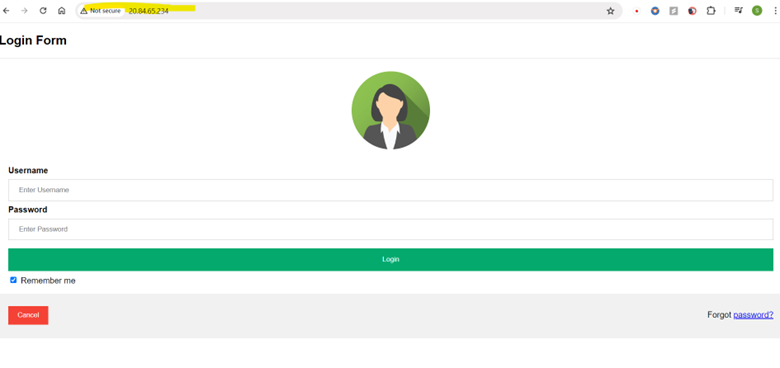 Not secure 20.84.65.234
Login Form
Username
Enter Username
Password
Enter Password
Login
Remember me
Cancel Forgot password?